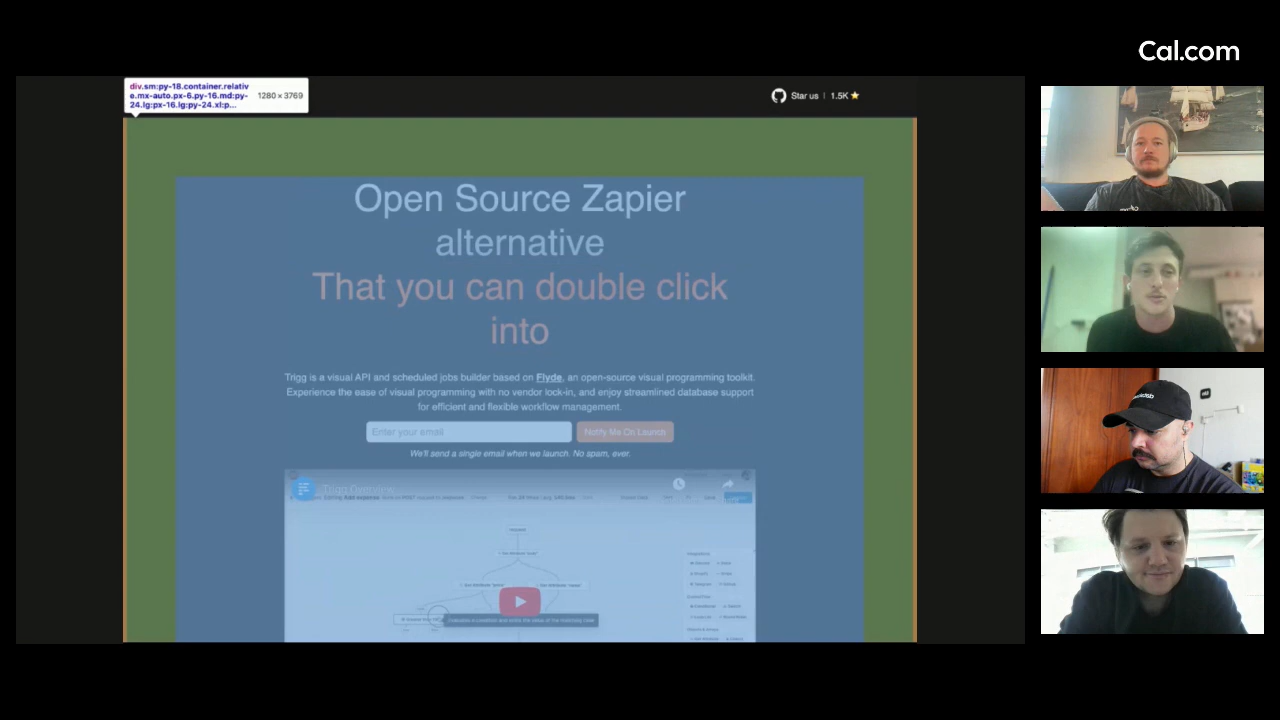 Cal.com
div.sm:py-18.container.relativ
e.mx-auto.px-6.py-16.md:py-
24.lg:px-16.lg:py-24.xl:p...
1280 × 3769
Star us | 1.5K
Open Source Zapier
alternative
That you can double click
into
Trigg is a visual API and scheduled jobs builder based on Flyde, an open-source visual programming toolkit.
Experience the ease of visual programming with no vendor lock-in, and enjoy streamlined database support
for efficient and flexible workflow management.
Enter your email
Notify Me On Launch
We'll send a single email when we launch. No spam, ever.